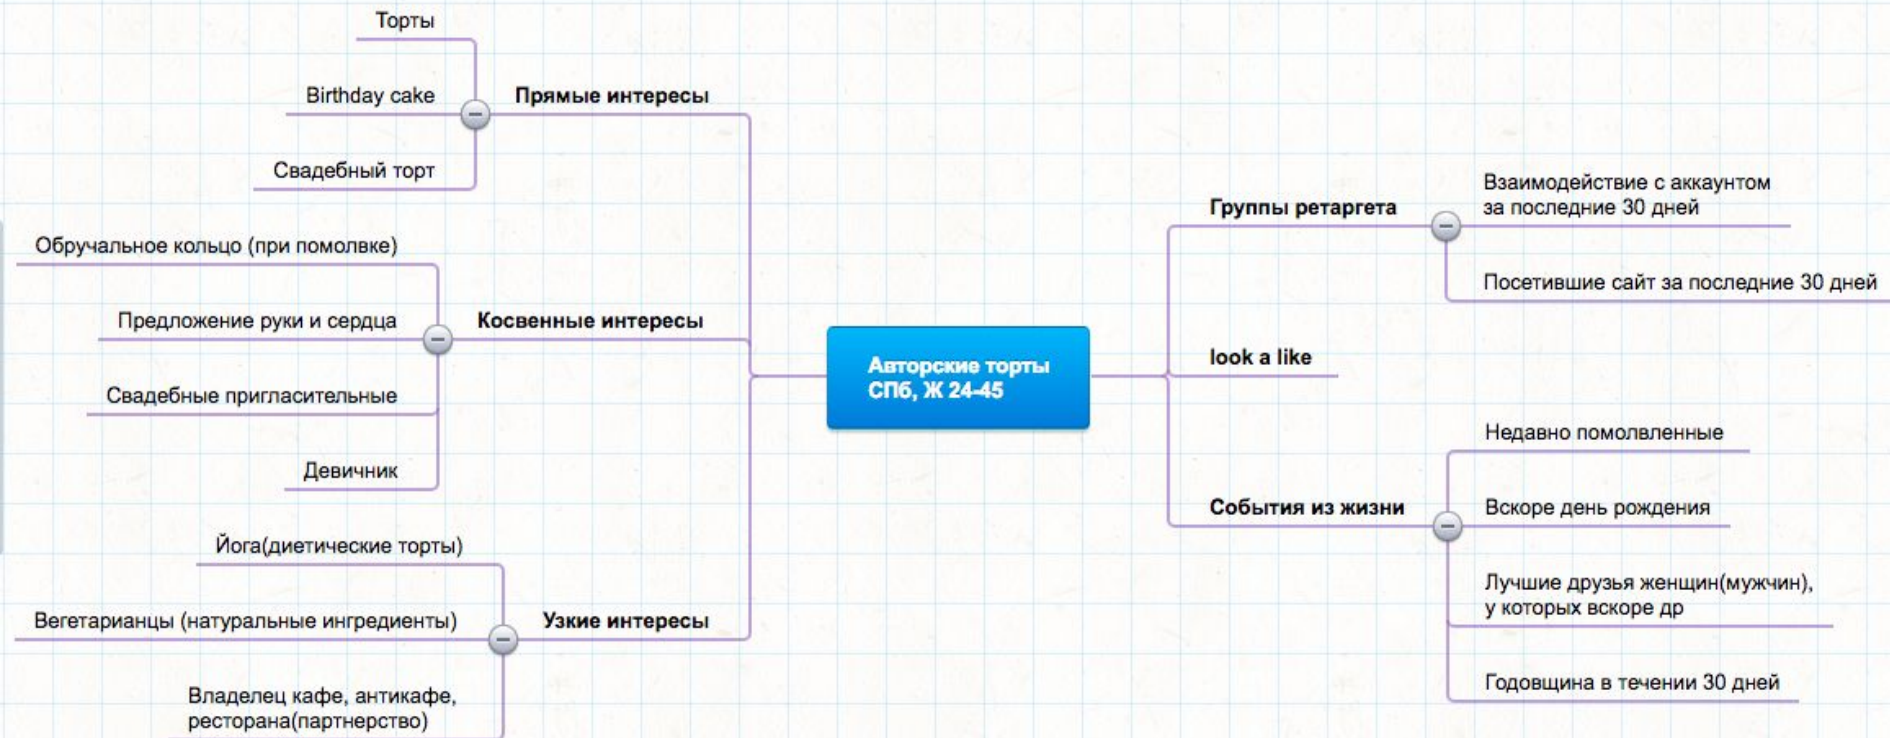 Торты
Birthday cake
Прямые интересы
Свадебный торт
Обручальное кольцо (при помолвке)
Предложение руки и сердца
Косвенные интересы
Свадебные пригласительные
Девичник
Йога(диетические торты)
Вегетарианцы (натуральные ингредиенты)
Узкие интересы
Владелец кафе, антикафе,
ресторана(партнерство)
Авторские торты
СПб, Ж 24-45
Группы ретаргета
Взаимодействие с аккаунтом
за последние 30 дней
Посетившие сайт за последние 30 дней
look a like
События из жизни
Недавно помолвленные
Вскоре день рождения
Лучшие друзья женщин(мужчин),
у которых вскоре др
Годовщина в течении 30 дней